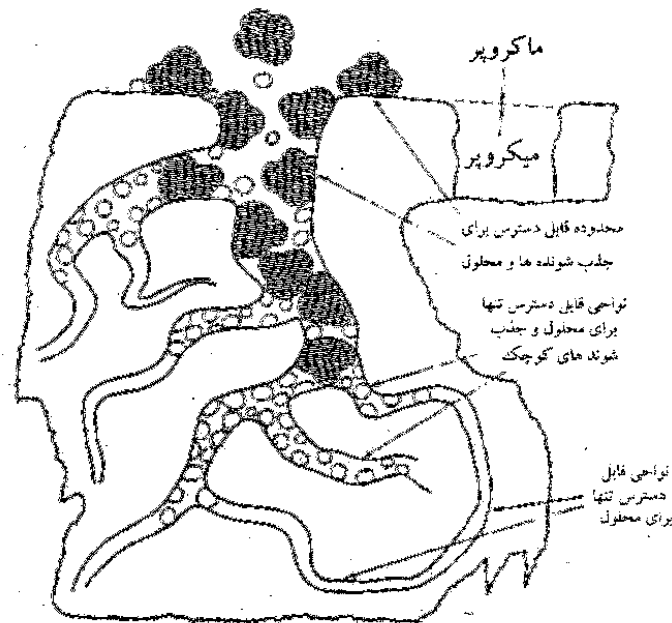 ماکروپر
میکروپر
محدوده قابل دسترس برای
جذب شونده ها و محلول
نواحی قابل دسترس تنها
برای محلول و جذب
شوند های کوچک
نواحی قابل
دسترس تنها
برای محلول